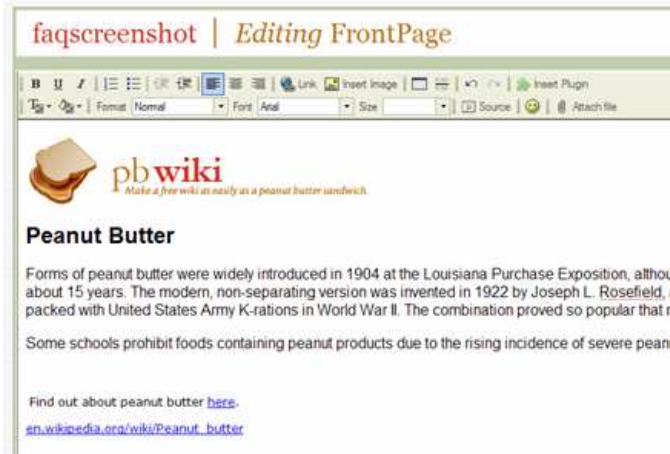 faqscreenshot | Editing FrontPage
B U I Link Insert Image Insert Plugin
Format Normal Font Arial Size Source Attach file
pbwiki
Make a free wiki as easily as a peanut butter sandwich.
Peanut Butter
Forms of peanut butter were widely introduced in 1904 at the Louisiana Purchase Exposition, althou
about 15 years. The modern, non-separating version was invented in 1922 by Joseph L. Rosefield,
packed with United States Army K-rations in World War II. The combination proved so popular that
Some schools prohibit foods containing peanut products due to the rising incidence of severe pean
Find out about peanut butter here.
en.wikipedia.org/wiki/Peanut_butter